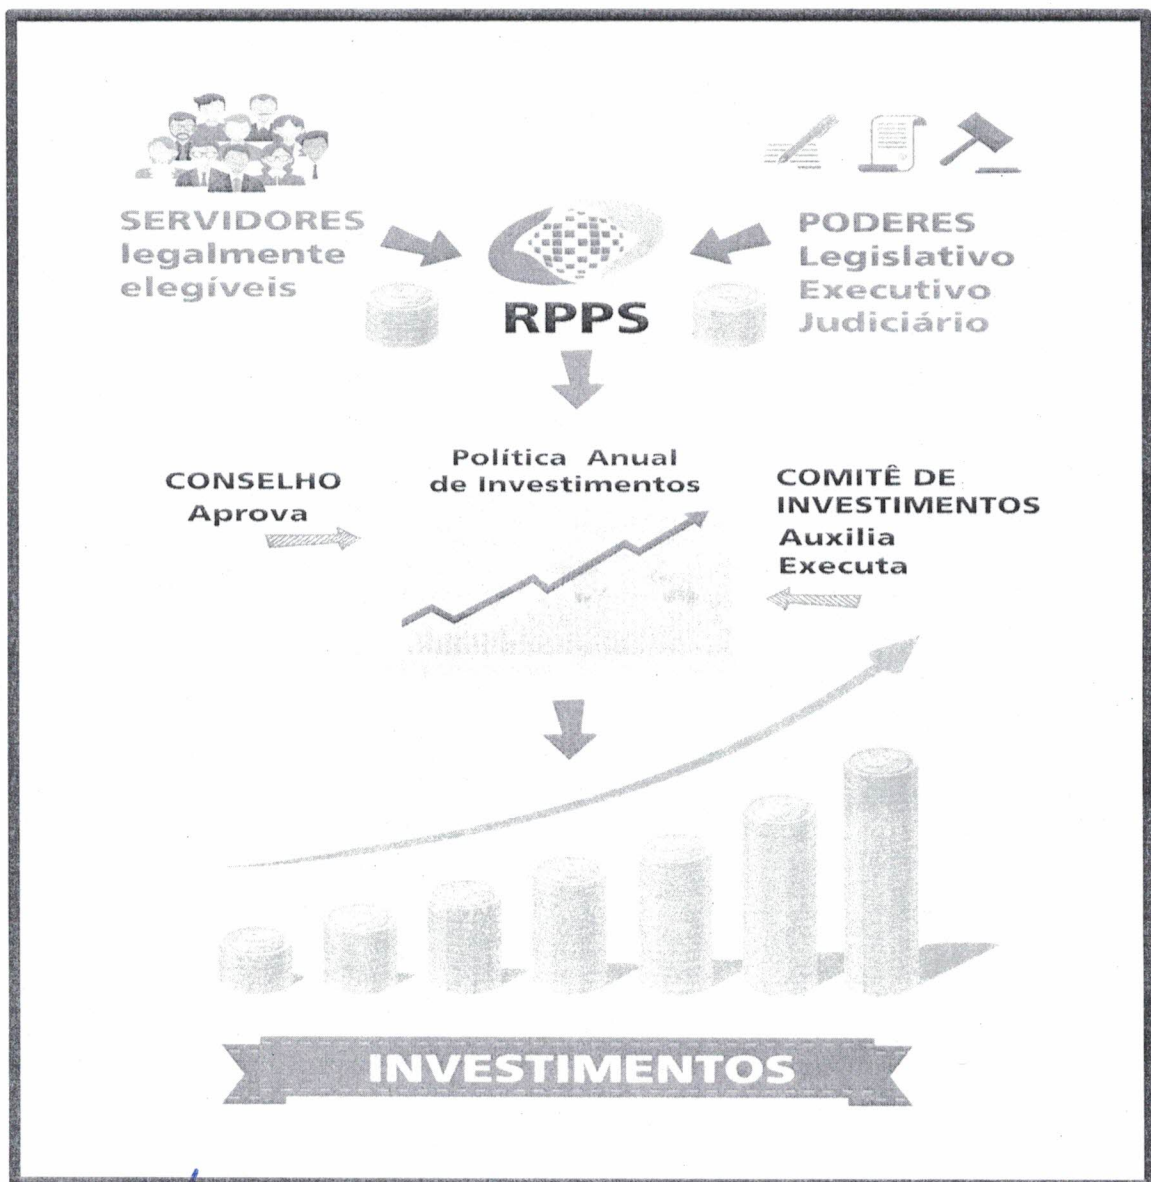 SERVIDORES
legalmente
elegíveis
RPPS
PODERES
Legislativo
Executivo
Judiciário
CONSELHO
Aprova
Política Anual
de Investimentos
COMITÊ DE
INVESTIMENTOS
Auxilia
Executa
INVESTIMENTOS